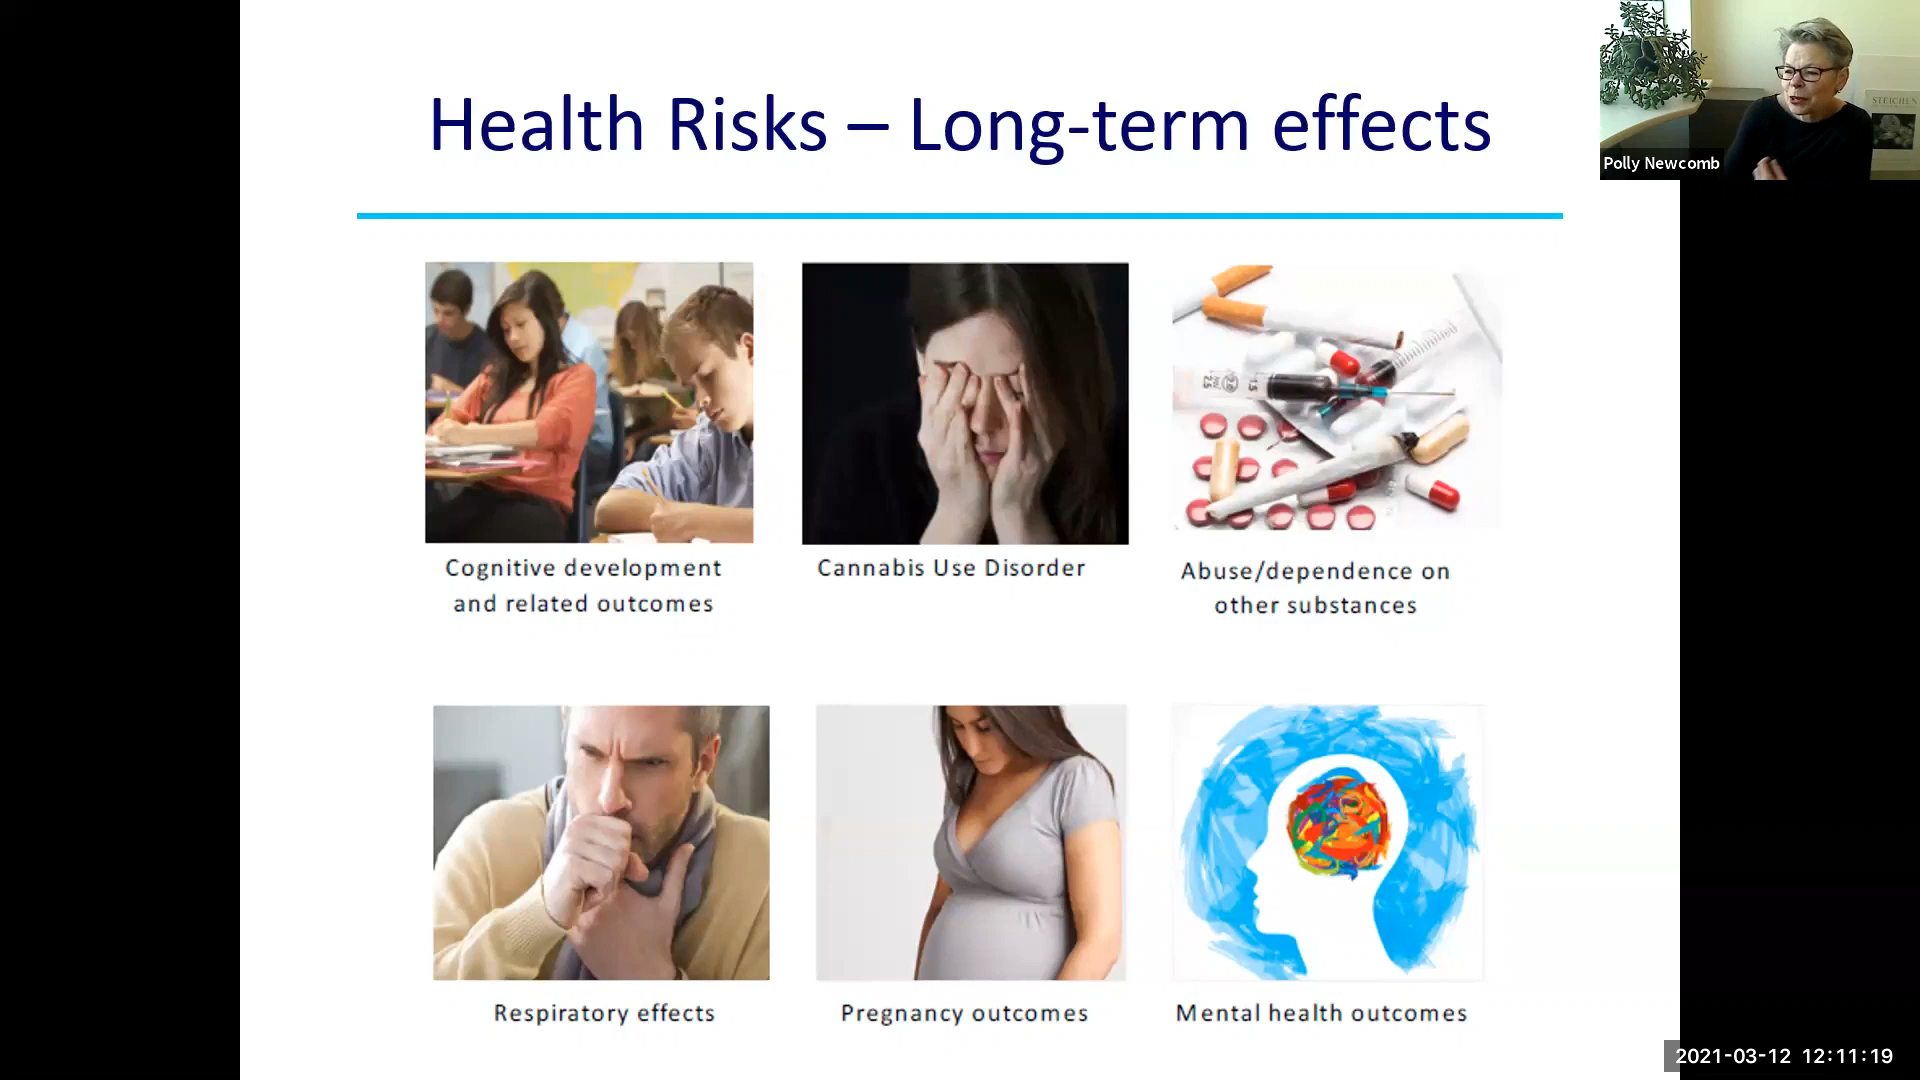 Health Risks – Long-term effects
STEICHEN
Polly Newcomb
Cognitive development
and related outcomes
Cannabis Use Disorder
Abuse/dependence on
other substances
Respiratory effects
Pregnancy outcomes
Mental health outcomes
2021-03-12 12:11:19